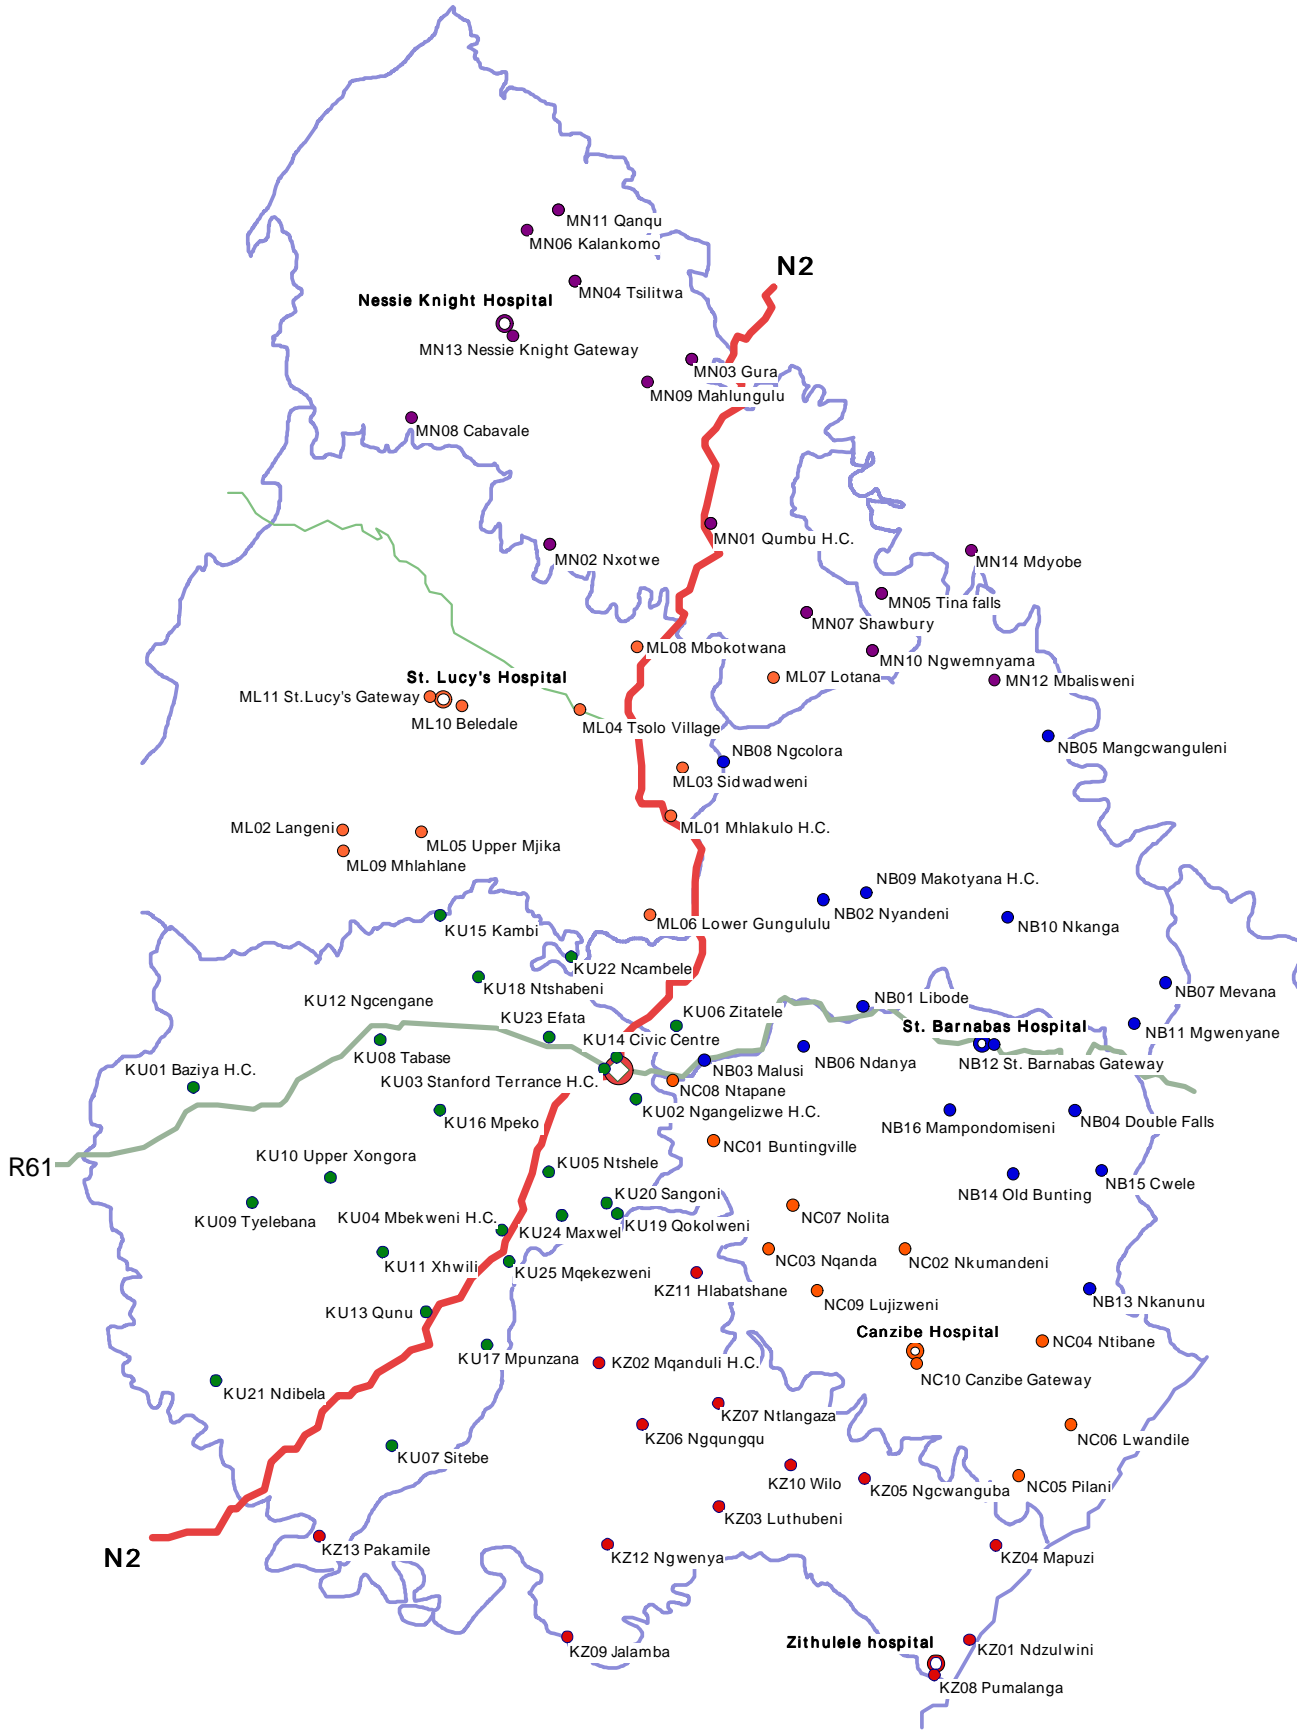 MN11 Qanqu
MN06 Kalankomo
N2
MN04 Tsilitwa
Nessie Knight Hospital
MN13 Nessie Knight Gateway
MN03 Gura
MN09 Mahlungulu
MN08 Cabavale
MN01 Qumbu H.C.
MN02 Nxotwe
MN14 Mdyobe
MN05 Tina falls
MN07 Shawbury
ML08 Mbokotwana
MN10 Ngwemnyama
St. Lucy's Hospital
ML07 Lotana
MN12 Mbalisweni
ML11 St.Lucy's Gateway
ML10 Beledale
ML04 Tsolo Village
NB08 Ngcolora
NB05 Mangcwanguleni
ML03 Sidwadweni
ML02 Langeni
ML01 Mhlakulo H.C.
ML05 Upper Mjika
ML09 Mhlahlane
NB09 Makotyana H.C.
NB02 Nyandeni
ML06 Lower Gungululu
NB10 Nkanga
KU15 Kambi
KU22 Ncambele
KU18 Ntshabeni
NB07 Mevana
KU12 Ngcengane
NB01 Libode
KU06 Zitatele
KU23 Efata
St. Barnabas Hospital
NB11 Mgwenyane
KU14 Civic Centre
KU08 Tabase
NB06 Ndanya
NB12 St. Barnabas Gateway
KU01 Baziya H.C.
NB03 Malusi
KU03 Stanford Terrance H.C.
NC08 Ntapane
KU02 Ngangelizwe H.C.
KU16 Mpeko
NB16 Mampondomiseni
NB04 Double Falls
NC01 Buntingville
KU10 Upper Xongora
R61
KU05 Ntshele
NB15 Cwele
NB14 Old Bunting
KU20 Sangoni
KU09 Tyelebana
KU04 Mbekweni H.C.
KU24 Maxwel
KU19 Qokolweni
NC07 Nolita
NC03 Nqanda
NC02 Nkumandeni
KU11 Xhwili
KU25 Mqekezweni
KZ11 Hlabatshane
NC09 Lujizweni
NB13 Nkanunu
KU13 Qunu
Canzibe Hospital
NC04 Ntibane
KU17 Mpunzana
KZ02 Mqanduli H.C.
NC10 Canzibe Gateway
KU21 Ndibela
KZ07 Ntlangaza
KZ06 Ngqungqu
NC06 Lwandile
KU07 Sitebe
KZ10 Wilo
KZ05 Ngcwanguba
NC05 Pilani
KZ03 Luthubeni
KZ13 Pakamile
N2
KZ12 Ngwenya
KZ04 Mapuzi
Zithulele hospital
KZ01 Ndzulwini
KZ09 Jalamba
KZ08 Pumalanga